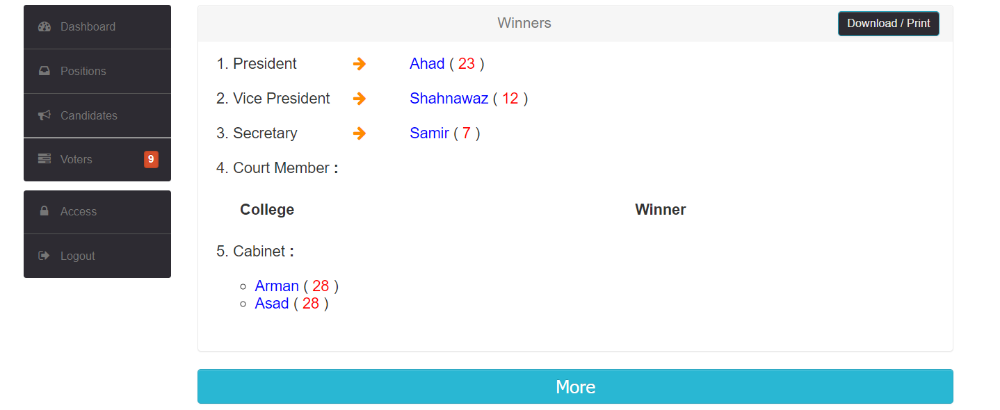 Dashboard
Positions
Candidates
Voters 9
Access
Logout
Winners
Download / Print
1. President Ahad ( 23 )
2. Vice President Shahnawaz ( 12 )
3. Secretary Samir ( 7 )
4. Court Member :
College Winner
5. Cabinet :
Arman ( 28 )
Asad ( 28 )
More